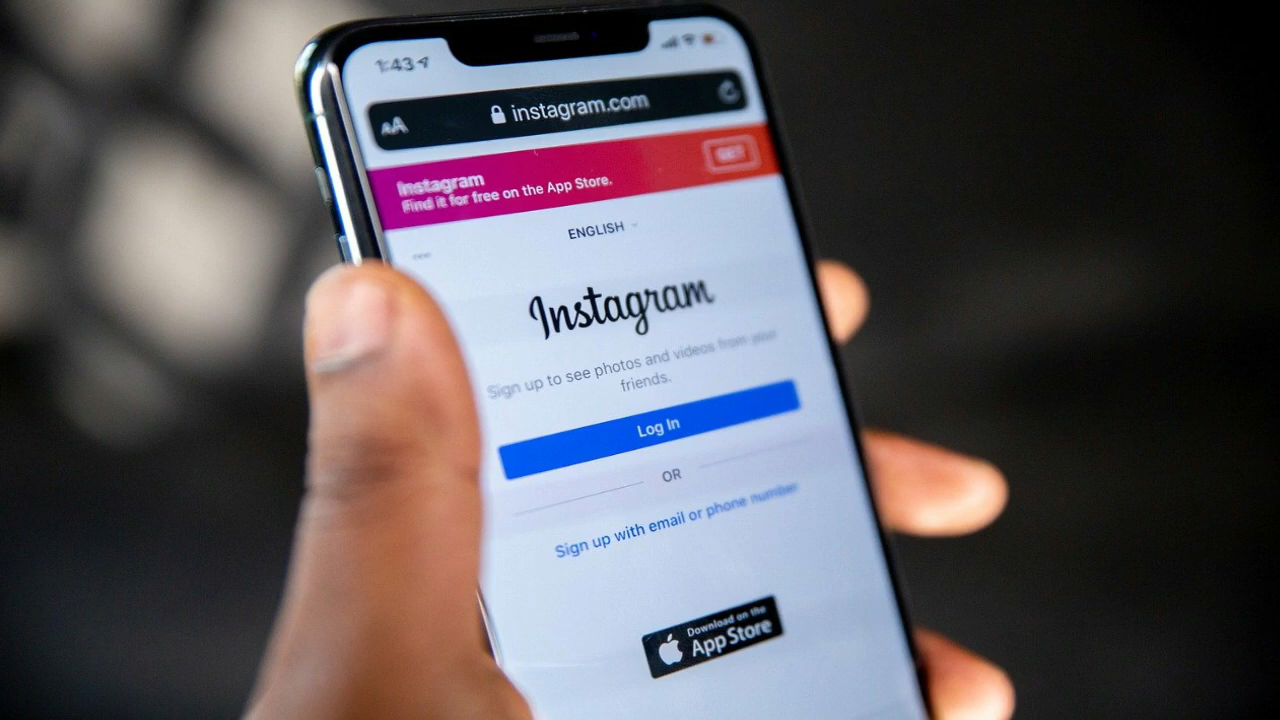 1:43
AA instagram.com
Instagram
Find it for free on the App Store.
GET
ENGLISH
Instagram
Sign up to see photos and videos from your
friends.
Log In
OR
Sign up with email or phone number
Download on the
App Store